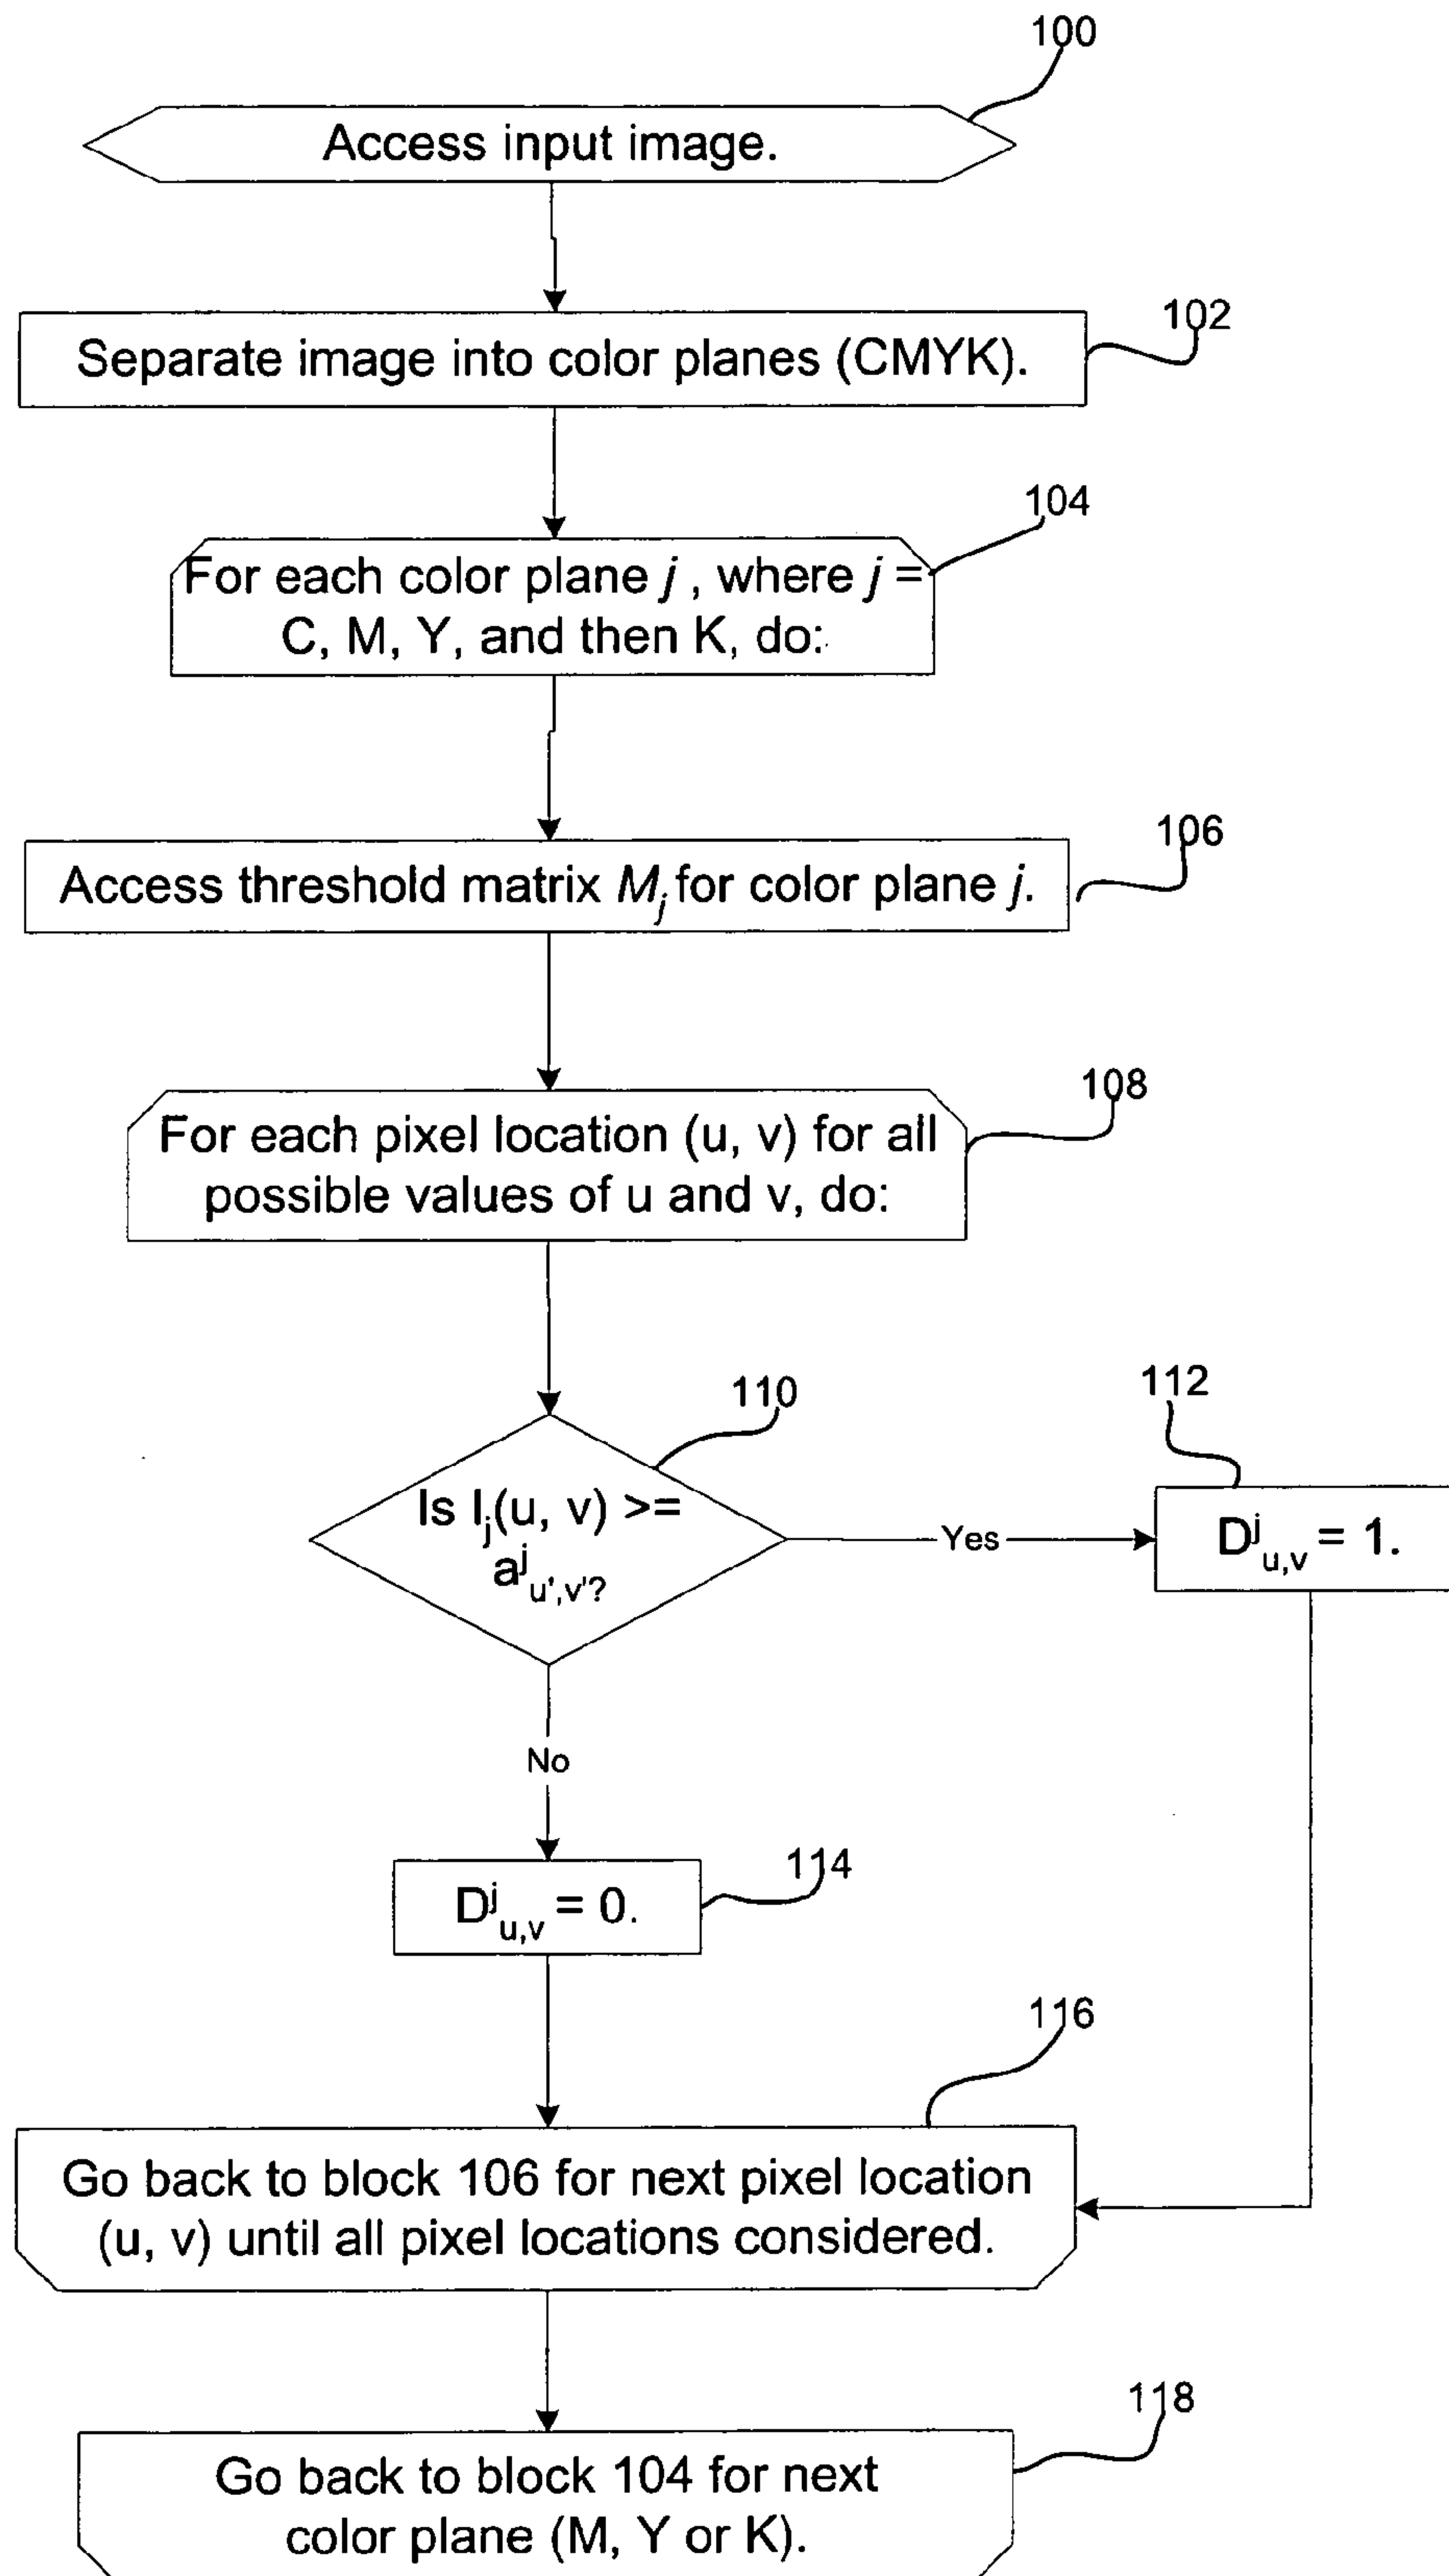 100
Access input image.
102
Separate image into color planes (CMYK).
104
For each color plane j , where j =
C, M, Y, and then K, do:
106
Access threshold matrix Mj for color plane j.
108
For each pixel location (u, v) for all
possible values of u and v, do:
110
112
Is Ij(u, v) >=
aju',v'?
Yes
Dju,v = 1.
No
114
Dju,v = 0.
116
Go back to block 106 for next pixel location
(u, v) until all pixel locations considered.
118
Go back to block 104 for next
color plane (M, Y or K).